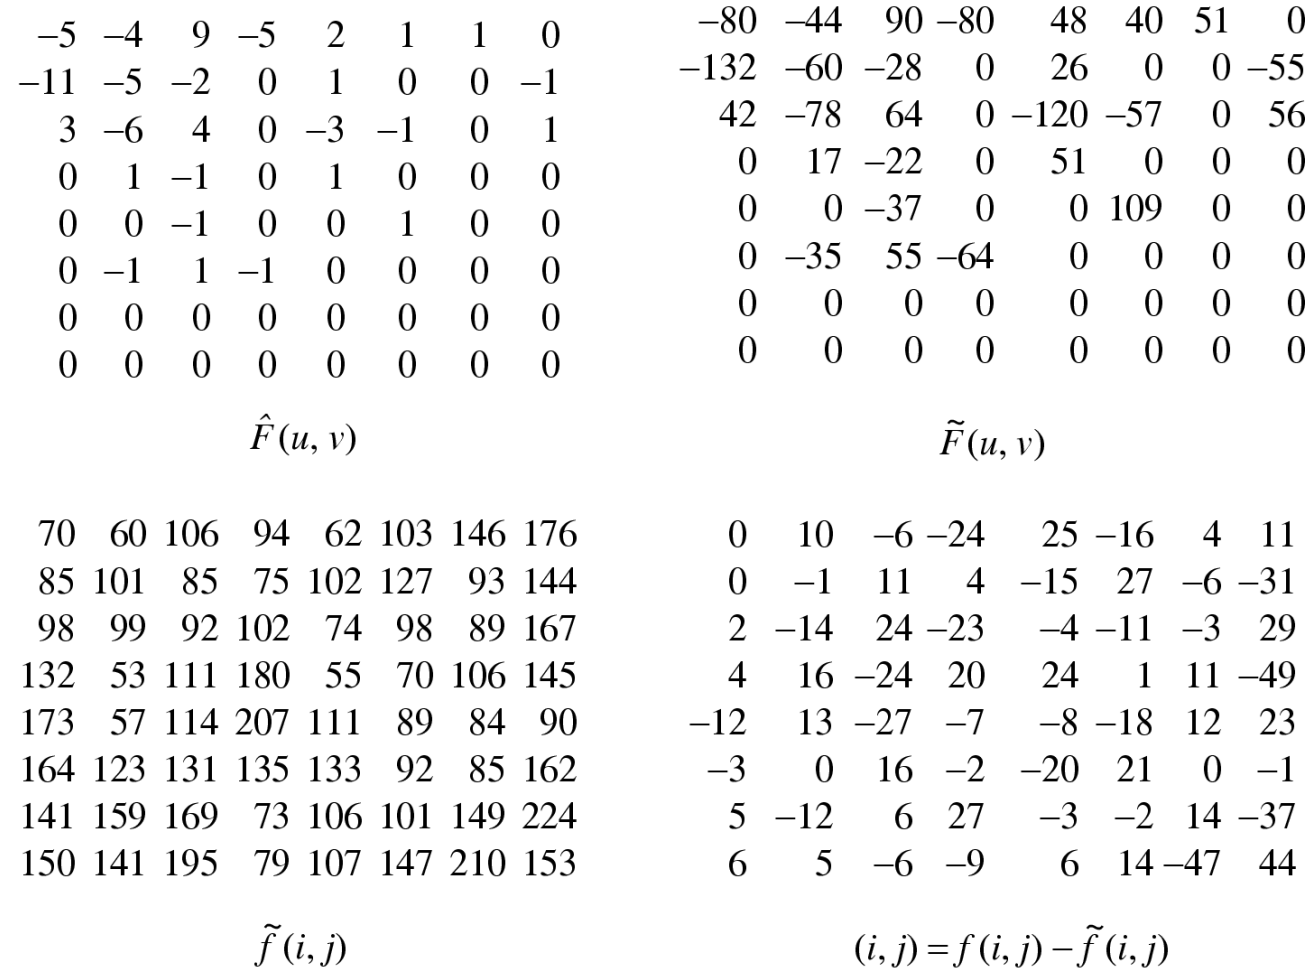 –5 –4 9 –5 2 1 1 0
–11 –5 –2 0 1 0 0 –1
3 –6 4 0 –3 –1 0 1
0 1 –1 0 1 0 0 0
0 0 –1 0 0 1 0 0
0 –1 1 –1 0 0 0 0
0 0 0 0 0 0 0 0
0 0 0 0 0 0 0 0
F̂(u, v)
–80 –44 90 –80 48 40 51 0
–132 –60 –28 0 26 0 0 –55
42 –78 64 0 –120 –57 0 56
0 17 –22 0 51 0 0 0
0 0 –37 0 0 109 0 0
0 –35 55 –64 0 0 0 0
0 0 0 0 0 0 0 0
0 0 0 0 0 0 0 0
F̃(u, v)
70 60 106 94 62 103 146 176
85 101 85 75 102 127 93 144
98 99 92 102 74 98 89 167
132 53 111 180 55 70 106 145
173 57 114 207 111 89 84 90
164 123 131 135 133 92 85 162
141 159 169 73 106 101 149 224
150 141 195 79 107 147 210 153
f̃(i, j)
0 10 –6 –24 25 –16 4 11
0 –1 11 4 –15 27 –6 –31
2 –14 24 –23 –4 –11 –3 29
4 16 –24 20 24 1 11 –49
–12 13 –27 –7 –8 –18 12 23
–3 0 16 –2 –20 21 0 –1
5 –12 6 27 –3 –2 14 –37
6 5 –6 –9 6 14 –47 44
(i, j) = f(i, j) – f̃(i, j)